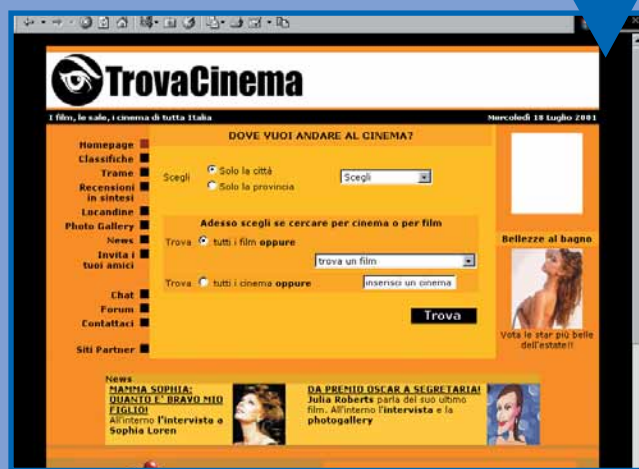 TrovaCinema
I film, le sale, i cinema di tutta Italia
Mercoledì 18 Luglio 2001
Homepage
Classifiche
Trame
Recensioni
in sintesi
Locandine
Photo Gallery
News
Invita i
tuoi amici
Chat
Forum
Contattaci
Siti Partner
DOVE VUOI ANDARE AL CINEMA?
Scegli
Solo la città
Solo la provincia
Scegli
Adesso scegli se cercare per cinema o per film
Trova tutti i film oppure
trova un film
Trova tutti i cinema oppure
inserisci un cinema
Trova
Bellezze al bagno
Vota le star più belle
dell'estate!!
News
MAMMA SOPHIA:
QUANTO E' BRAVO MIO
FIGLIO!
All'interno l'intervista a
Sophia Loren
DA PREMIO OSCAR A SEGRETARIA!
Julia Roberts parla del suo ultimo
film. All'interno l'intervista e la
photogallery